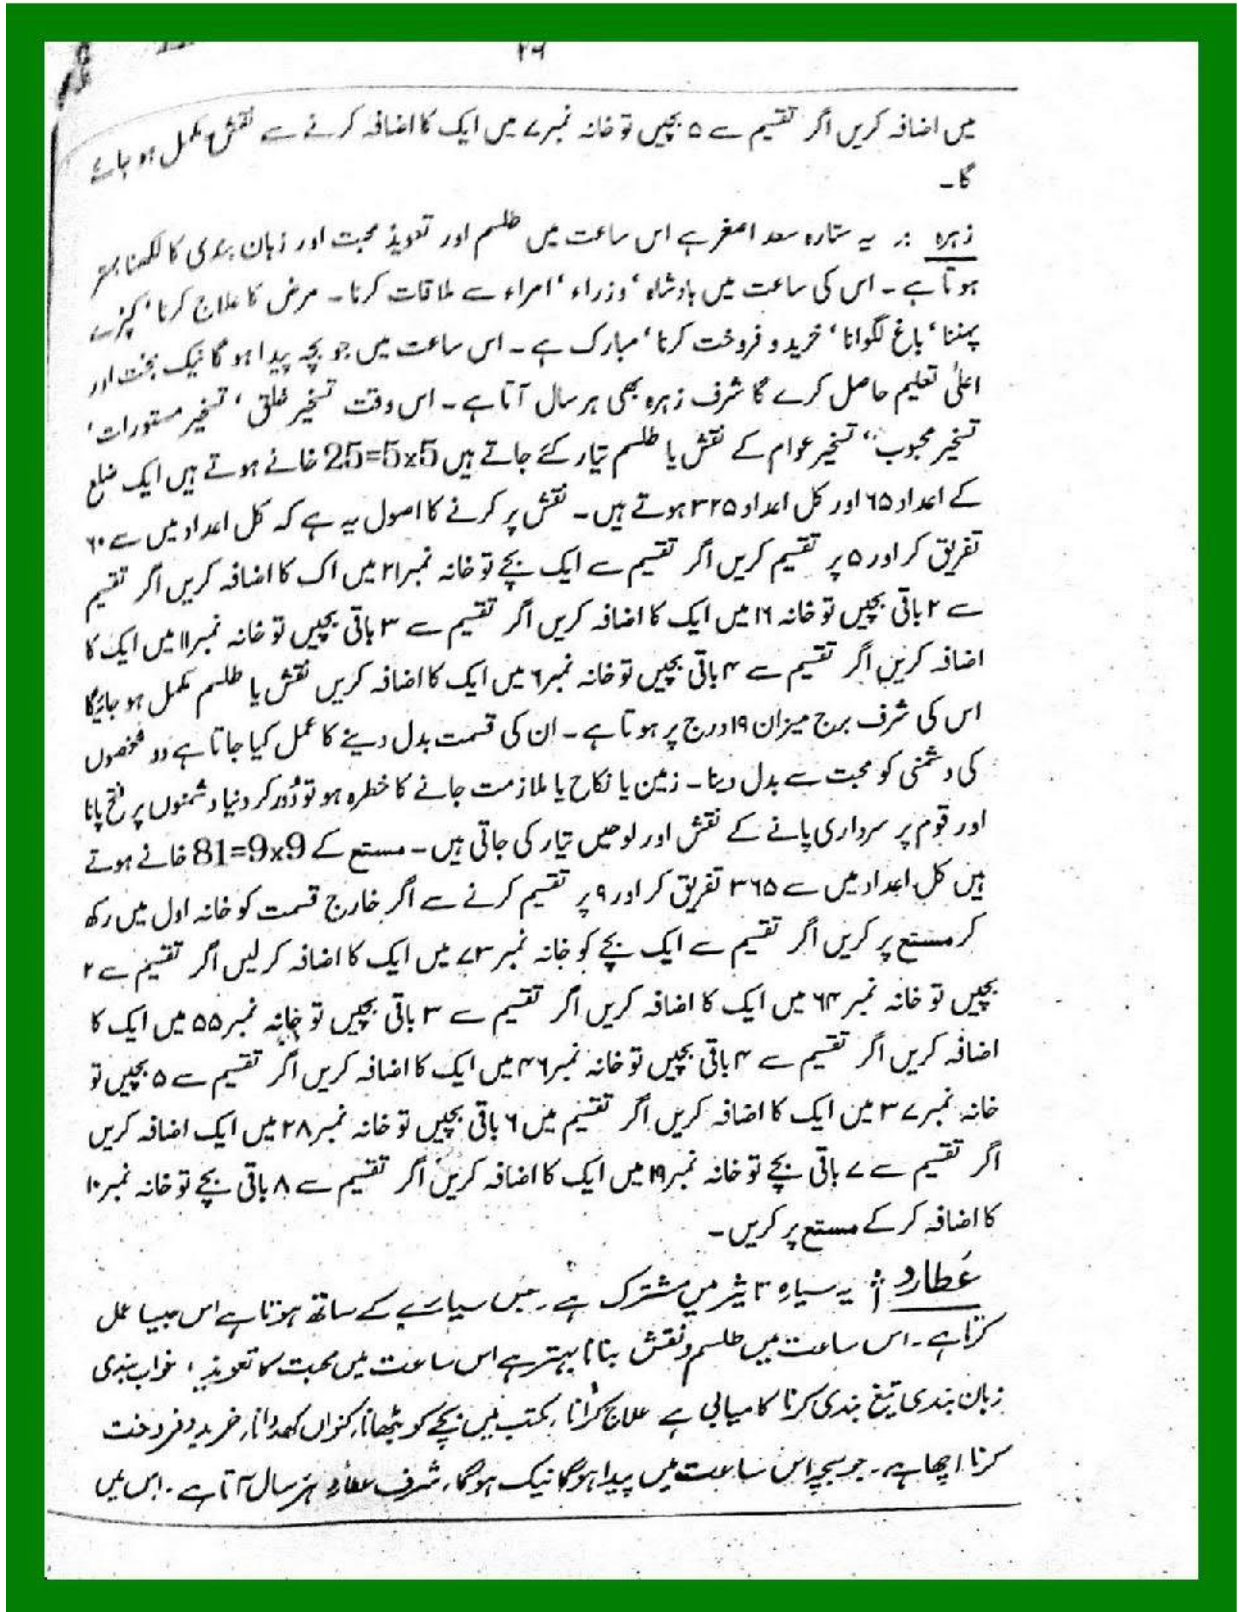 ۲۶
میں اضافہ کریں اگر تقسیم سے ۵ بچیں تو خانہ نمبر ۷ میں ایک کا اضافہ کرنے سے نقش مکمل ہو جائے
گا۔
زہرہ :۔ یہ ستارہ سعد اصغر ہے اس ساعت میں طلسم اور تعویذ محبت اور زبان بندی کا لکھنا بہتر
ہوتا ہے۔ اس کی ساعت میں بادشاہ ' وزراء ' امراء سے ملاقات کرنا۔ مرض کا علاج کرنا ' کپڑے
پہننا ' باغ لگوانا ' خرید و فروخت کرنا ' مبارک ہے۔ اس ساعت میں جو بچہ پیدا ہو گا نیک بخت اور
اعلیٰ تعلیم حاصل کرے گا شرف زہرہ بھی ہر سال آتا ہے۔ اس وقت تسخیر خلق ' تسخیر مستورات '
تسخیر محبوب ' تسخیر عوام کے نقش یا طلسم تیار کئے جاتے ہیں 5x5=25 خانے ہوتے ہیں ایک ضلع
کے اعداد ۶۵ اور کل اعداد ۳۲۵ ہوتے ہیں۔ نقش پر کرنے کا اصول یہ ہے کہ کل اعداد میں سے ۶۰
تفریق کر اور ۵ پر تقسیم کریں اگر تقسیم سے ایک بچے تو خانہ نمبر ۲۱ میں اک کا اضافہ کریں اگر تقسیم
سے ۲ باقی بچیں تو خانہ ۱۶ میں ایک کا اضافہ کریں اگر تقسیم سے ۳ باقی بچیں تو خانہ نمبر ۱۱ میں ایک کا
اضافہ کریں اگر تقسیم سے ۴ باقی بچیں تو خانہ نمبر ۶ میں ایک کا اضافہ کریں نقش یا طلسم مکمل ہو جائیگا
اس کی شرف برج میزان ۱۹ درج پر ہوتا ہے۔ ان کی قسمت بدل دینے کا عمل کیا جاتا ہے دو شخصوں
کی دشمنی کو محبت سے بدل دینا۔ زمین یا نکاح یا ملازمت جانے کا خطرہ ہو تو دُور کر دنیا دشمنوں پر فتح پانا
اور قوم پر سرداری پانے کے نقش اور لوحیں تیار کی جاتی ہیں۔ مستع کے 9x9=81 خانے ہوتے
ہیں کل اعداد میں سے ۳۶۵ تفریق کر اور ۹ پر تقسیم کرنے سے اگر خارج قسمت کو خانہ اول میں رکھ
کر مستع پر کریں اگر تقسیم سے ایک بچے کو خانہ نمبر ۷۳ میں ایک کا اضافہ کر لیں اگر تقسیم سے ۲
بچیں تو خانہ نمبر ۶۴ میں ایک کا اضافہ کریں اگر تقسیم سے ۳ باقی بچیں تو خانہ نمبر ۵۵ میں ایک کا
اضافہ کریں اگر تقسیم سے ۴ باقی بچیں تو خانہ نمبر ۴۶ میں ایک کا اضافہ کریں اگر تقسیم سے ۵ بچیں تو
خانہ نمبر ۳۷ میں ایک کا اضافہ کریں اگر تقسیم میں ۶ باقی بچیں تو خانہ نمبر ۲۸ میں ایک اضافہ کریں
اگر تقسیم سے ۷ باقی بچے تو خانہ نمبر ۱۹ میں ایک کا اضافہ کریں اگر تقسیم سے ۸ باقی بچے تو خانہ نمبر ۱۰
کا اضافہ کر کے مستع پر کریں۔
عُطارد :۔ یہ سیارہ تاثیر میں مشترک ہے۔ جس سیارے کے ساتھ ہوتا ہے اس جیسا عمل
کرتا ہے۔ اس ساعت میں طلسم و نقش بنانا بہتر ہے اس ساعت میں محبت کا تعویذ، خواب بندی
زبان بندی تیغ بندی کرنا کامیابی ہے علاج کرانا، مکتب میں بچے کو بٹھانا، کنواں کھدوانا، خرید و فروخت
کرنا اچھا ہے۔ جو بچہ اس ساعت میں پیدا ہو گا نیک ہوگا، شرف عطارد ہر سال آتا ہے۔ اس میں